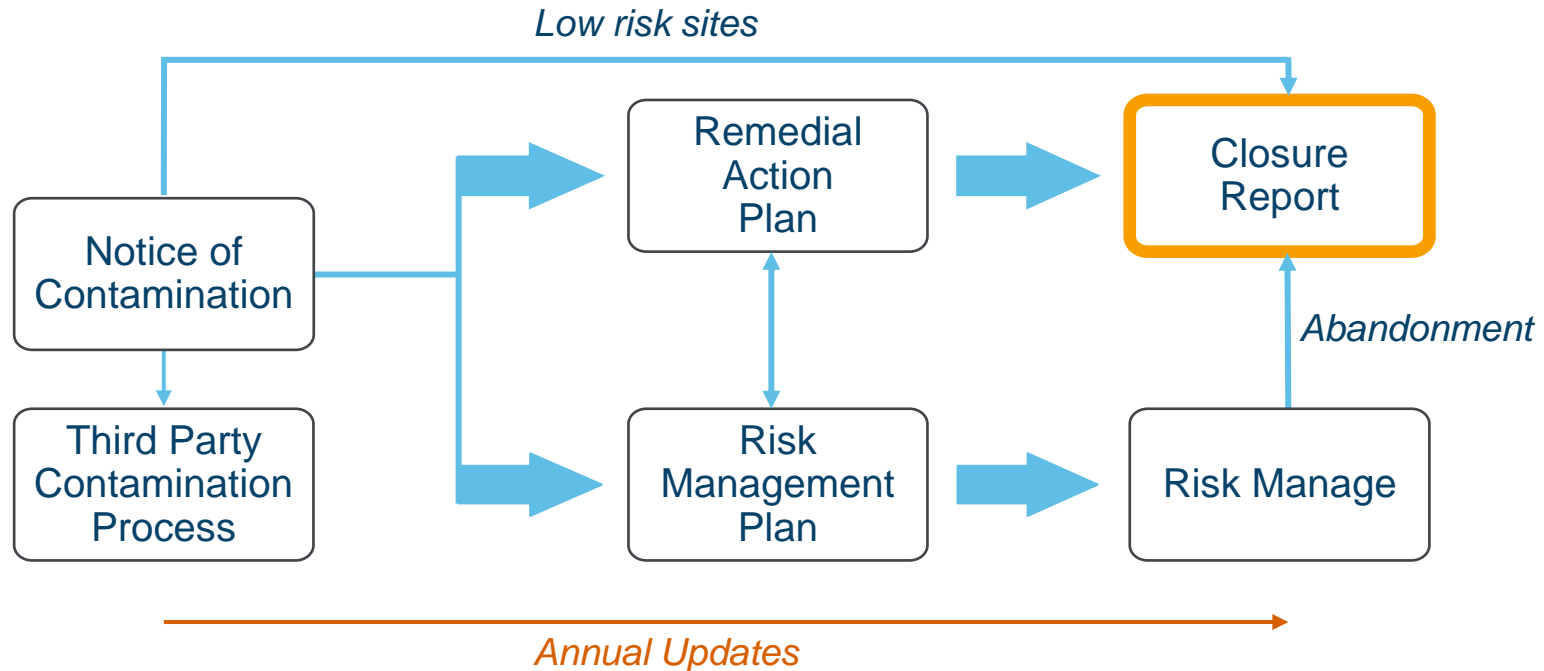 Low risk sites
Notice of
Contamination
Remedial
Action
Plan
Closure
Report
Abandonment
Third Party
Contamination
Process
Risk
Management
Plan
Risk Manage
Annual Updates